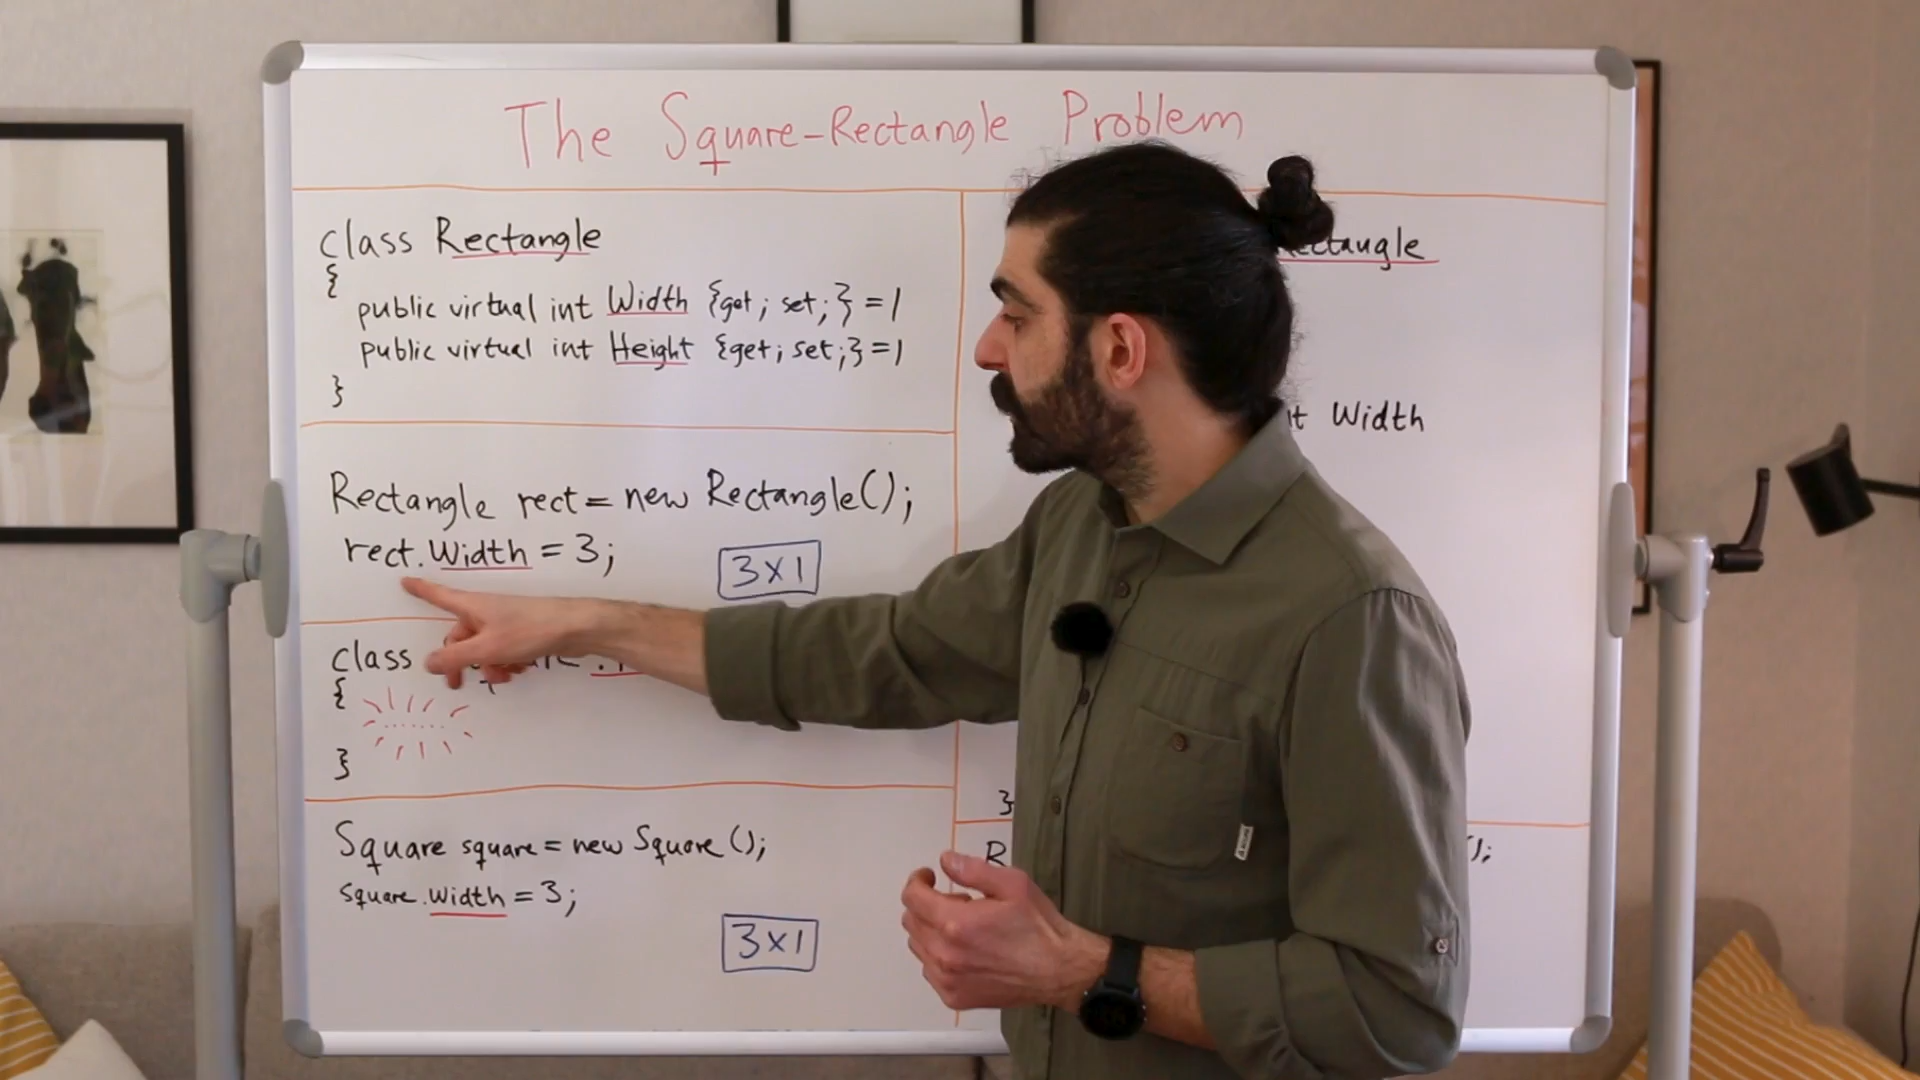 The Square-Rectangle Problem
class Rectangle
{
public virtual int Width {get; set;} = 1
public virtual int Height {get; set;} = 1
}
Rectangle rect = new Rectangle();
rect.Width = 3;
3x1
class
{
}
Square square = new Square();
square.Width = 3;
3x1
Rectangle
Width
}
();